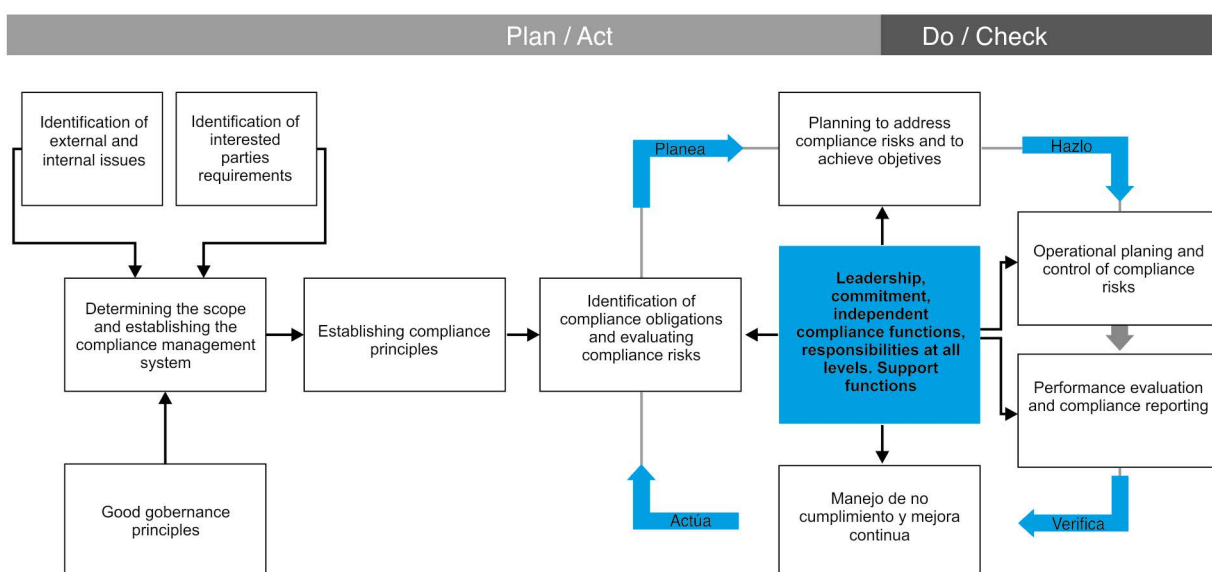 Plan / Act
Do / Check
Identification of
external and
internal issues
Identification of
interested
parties
requirements
Planea
Planning to address
compliance risks and to
achieve objetives
Hazlo
Determining the scope
and establishing the
compliance management
system
Establishing compliance
principles
Identification of
compliance obligations
and evaluating
compliance risks
Leadership,
commitment,
independent
compliance functions,
responsibilities at all
levels. Support
functions
Operational planing and
control of compliance
risks
Performance evaluation
and compliance reporting
Good gobernance
principles
Actúa
Manejo de no
cumplimiento y mejora
continua
Verifica